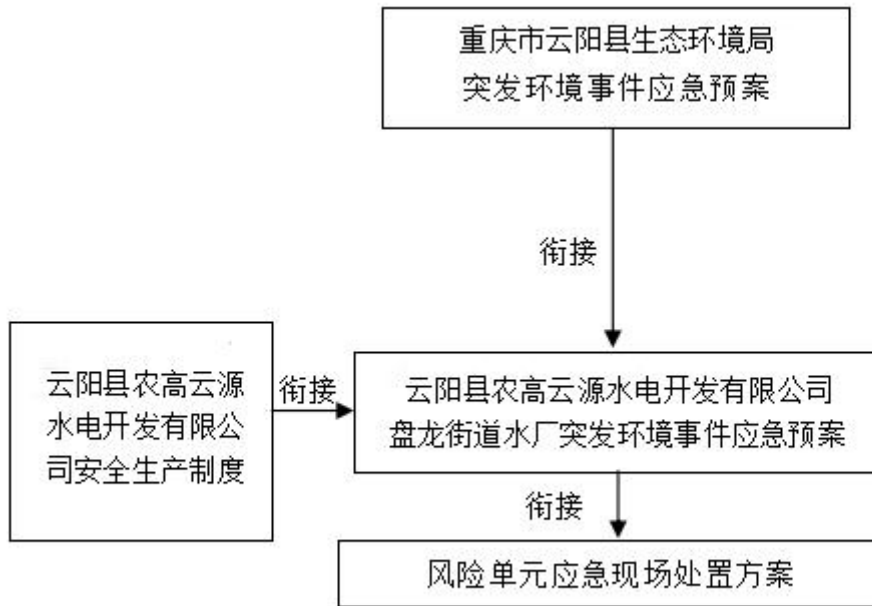 重庆市云阳县生态环境局
突发环境事件应急预案
衔接
云阳县农高云源
水电开发有限公
司安全生产制度
衔接
云阳县农高云源水电开发有限公司
盘龙街道水厂突发环境事件应急预案
衔接
风险单元应急现场处置方案